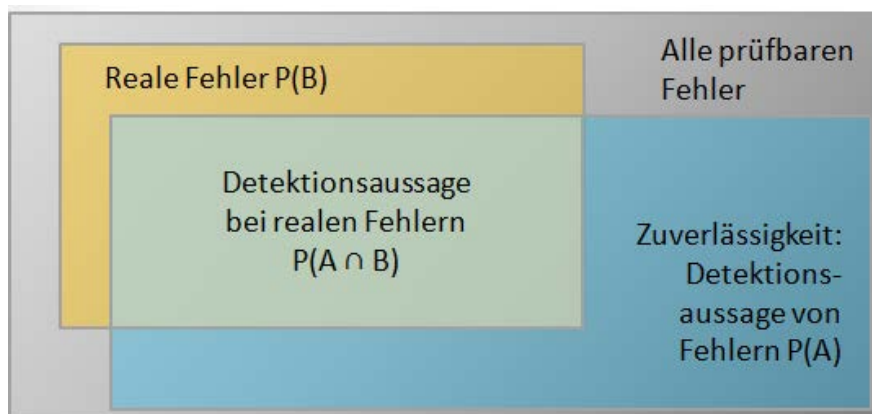 Reale Fehler P(B)
Alle prüfbaren
Fehler
Detektionsaussage
bei realen Fehlern
P(A ∩ B)
Zuverlässigkeit:
Detektions-
aussage von
Fehlern P(A)